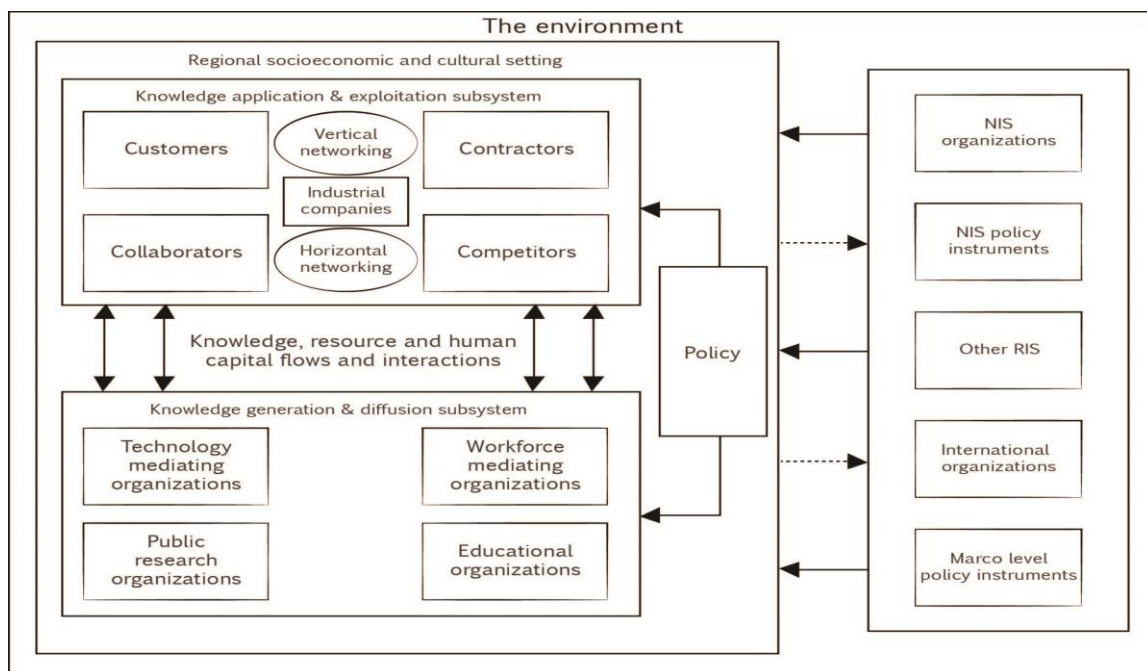 The environment
Regional socioeconomic and cultural setting
Knowledge application & exploitation subsystem
Customers
Vertical
networking
Contractors
Industrial
companies
Collaborators
Horizontal
networking
Competitors
Knowledge, resource and human
capital flows and interactions
Policy
Knowledge generation & diffusion subsystem
Technology
mediating
organizations
Workforce
mediating
organizations
Public
research
organizations
Educational
organizations
NIS
organizations
NIS policy
instruments
Other RIS
International
organizations
Marco level
policy instruments